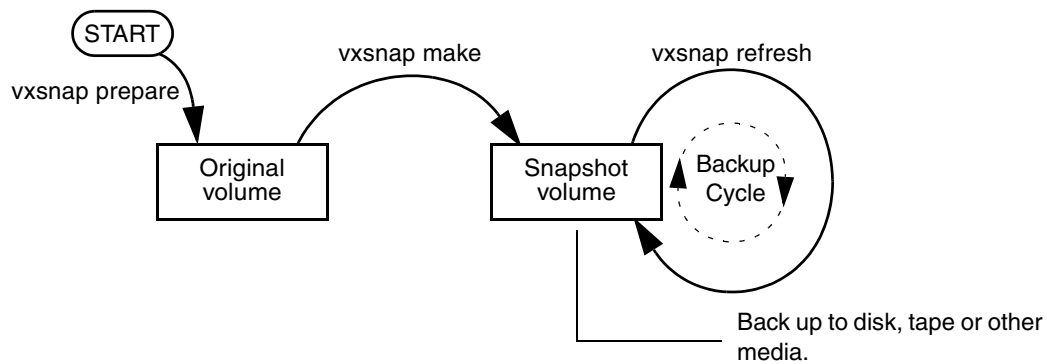 START
vxsnap prepare
vxsnap make
vxsnap refresh
Original
volume
Snapshot
volume
Backup
Cycle
Back up to disk, tape or other
media.